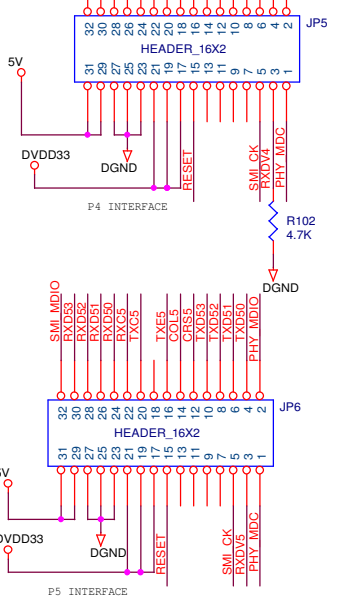 32 30 28 26 24 22 20 18 16 14 12 10 8 6 4 2
JP5
HEADER_16X2
31 29 27 25 23 21 19 17 15 13 11 9 7 5 3 1
5V
DGND
DVDD33
RESET
SMI_CK
RXDV4
PHY_MDC
P4 INTERFACE
R102
4.7K
DGND
SMI_MDIO
RXD53
RXD52
RXD51
RXD50
RXC5
TXC5
TXE5
COL5
CRS5
TXD53
TXD52
TXD51
TXD50
PHY_MDIO
32 30 28 26 24 22 20 18 16 14 12 10 8 6 4 2
JP6
HEADER_16X2
31 29 27 25 23 21 19 17 15 13 11 9 7 5 3 1
5V
DGND
DVDD33
RESET
SMI_CK
RXDV5
PHY_MDC
P5 INTERFACE